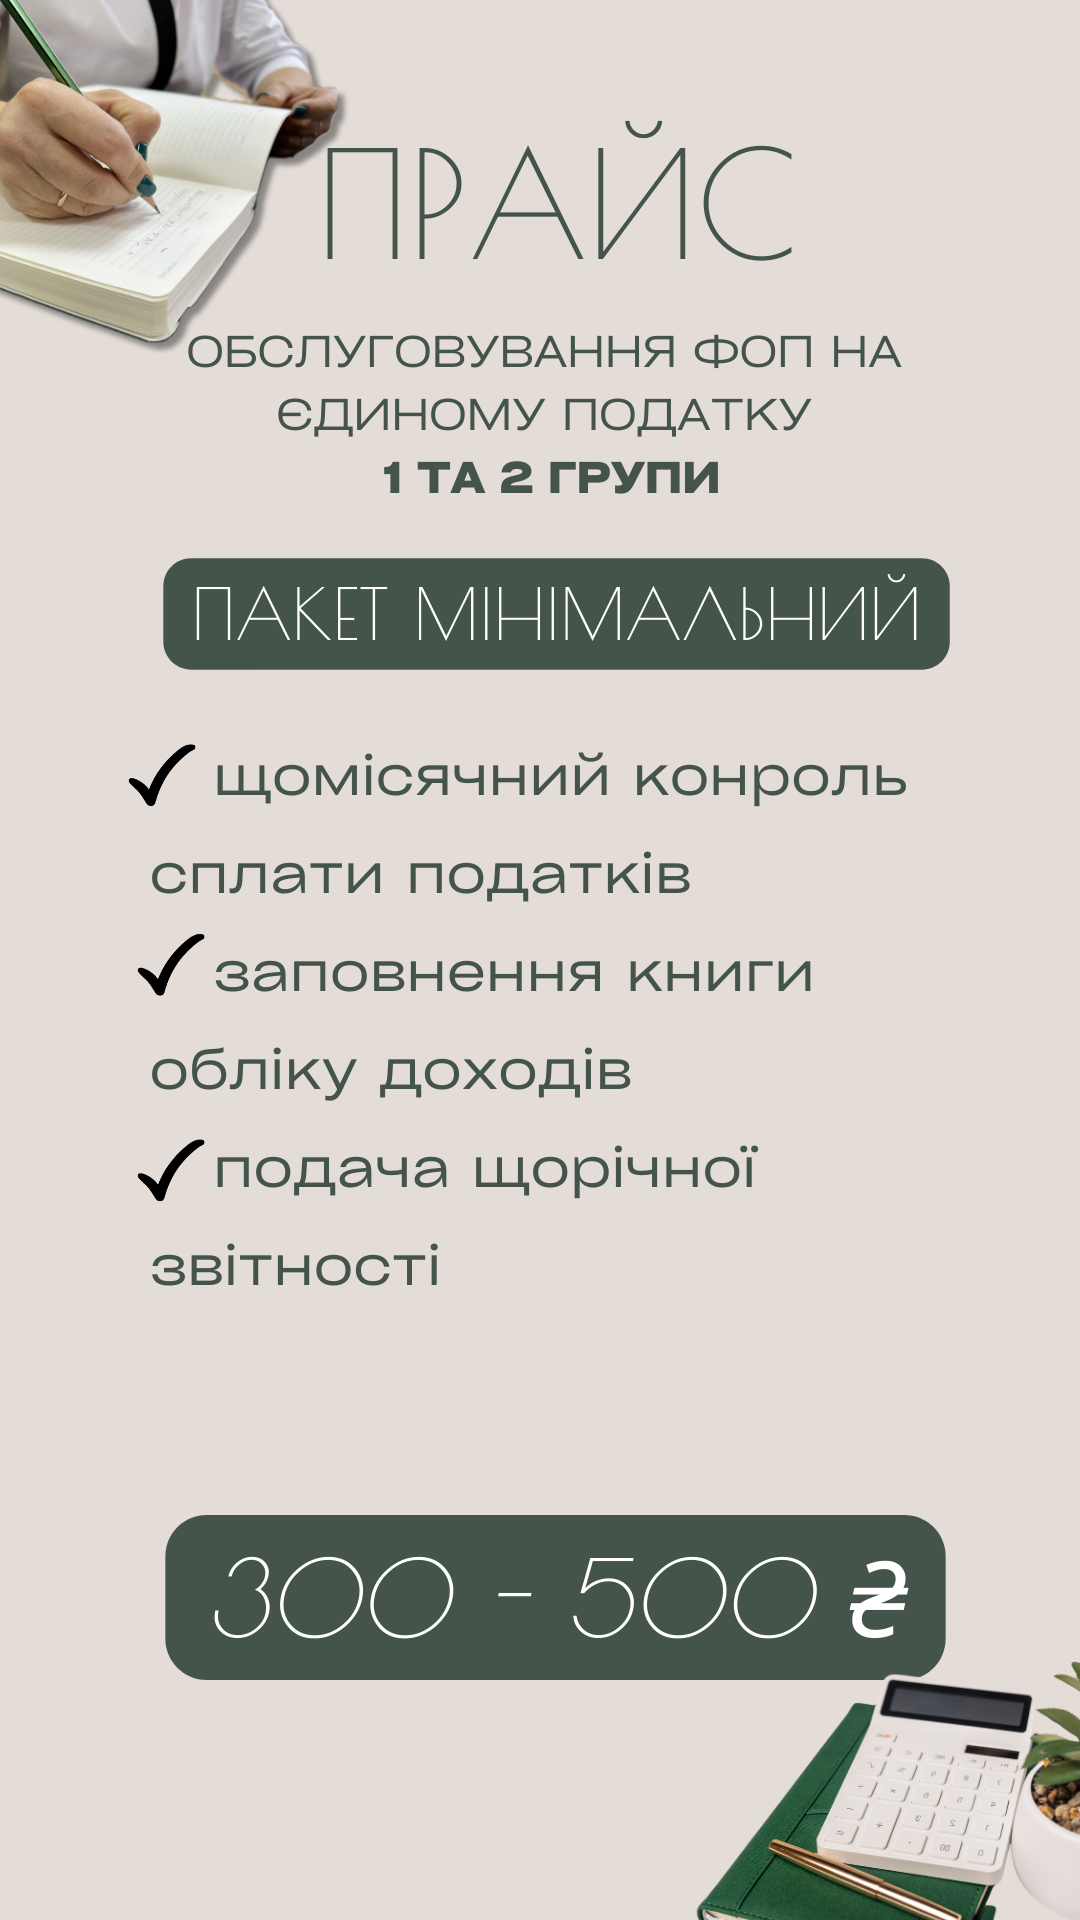 ПРАЙС
ОБСЛУГОВУВАННЯ ФОП НА
ЄДИНОМУ ПОДАТКУ
1 ТА 2 ГРУПИ
ПАКЕТ МІНІМАЛЬНИЙ
щомісячний конроль
сплати податків
заповнення книги
обліку доходів
подача щорічної
звітності
300 - 500 ₴